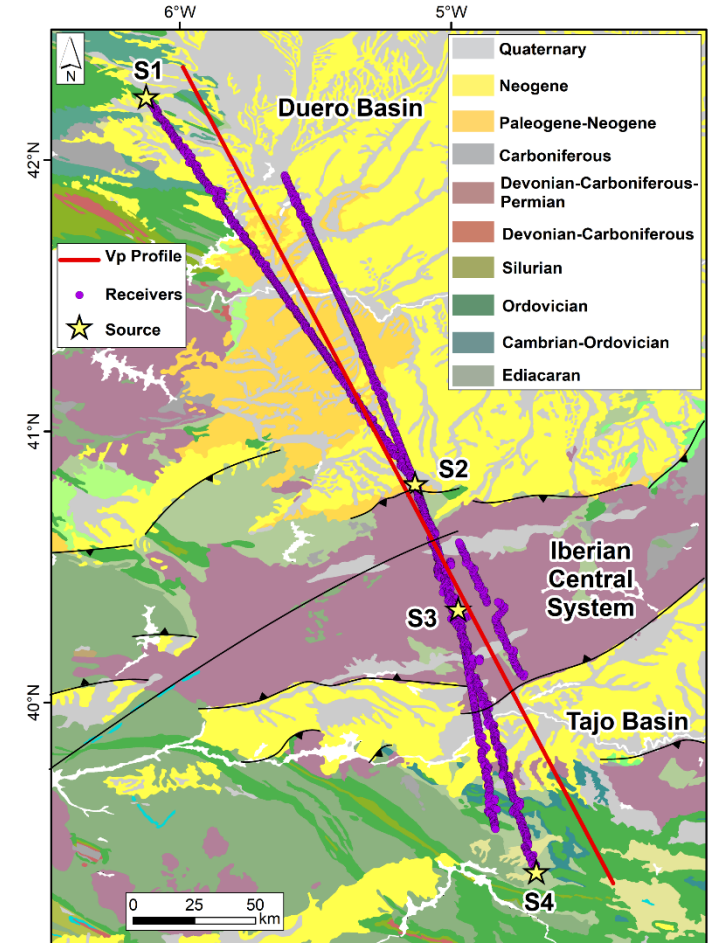 6°W
5°W
N
S1
Duero Basin
Quaternary
Neogene
Paleogene-Neogene
Carboniferous
Devonian-Carboniferous-
Permian
Devonian-Carboniferous
Silurian
Ordovician
Cambrian-Ordovician
Ediacaran
42°N
Vp Profile
Receivers
Source
41°N
S2
Iberian
Central
System
S3
40°N
Tajo Basin
0 25 50
km
S4